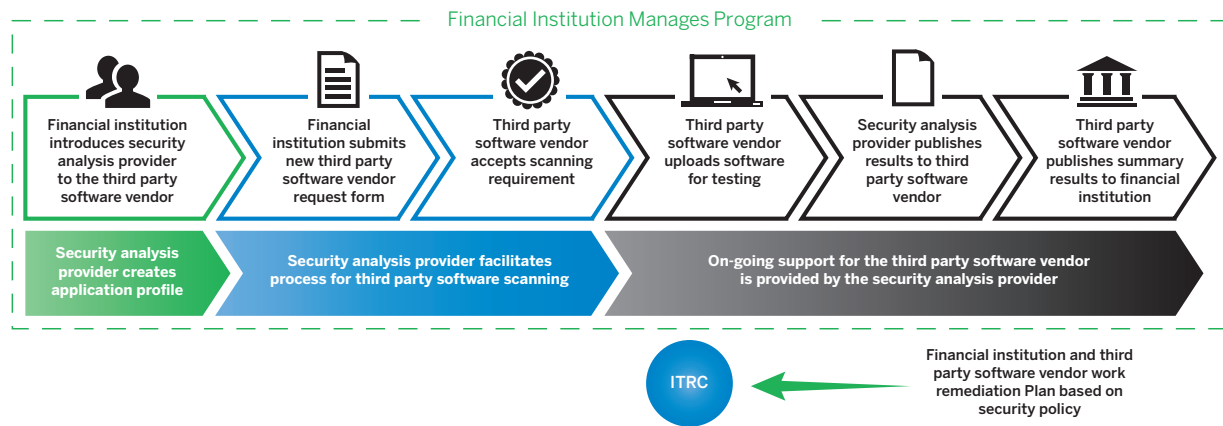 Financial Institution Manages Program
Financial institution
introduces security
analysis provider
to the third party
software vendor
Financial
institution submits
new third party
software vendor
request form
Third party
software vendor
accepts scanning
requirement
Third party
software vendor
uploads software
for testing
Security analysis
provider publishes
results to third
party software
vendor
Third party
software vendor
publishes summary
results to financial
institution
Security analysis
provider creates
application profile
Security analysis provider facilitates
process for third party software scanning
On-going support for the third party software vendor
is provided by the security analysis provider
ITRC
Financial institution and third
party software vendor work
remediation Plan based on
security policy